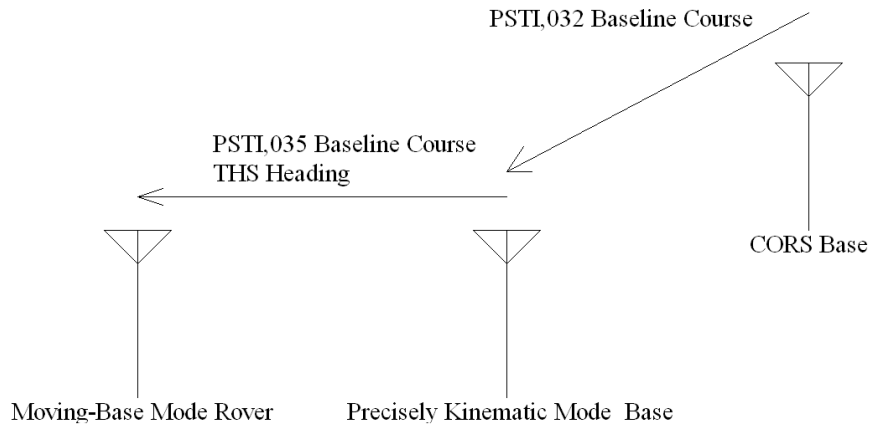 PSTI,032 Baseline Course
PSTI,035 Baseline Course
THS Heading
CORS Base
Moving-Base Mode Rover
Precisely Kinematic Mode Base